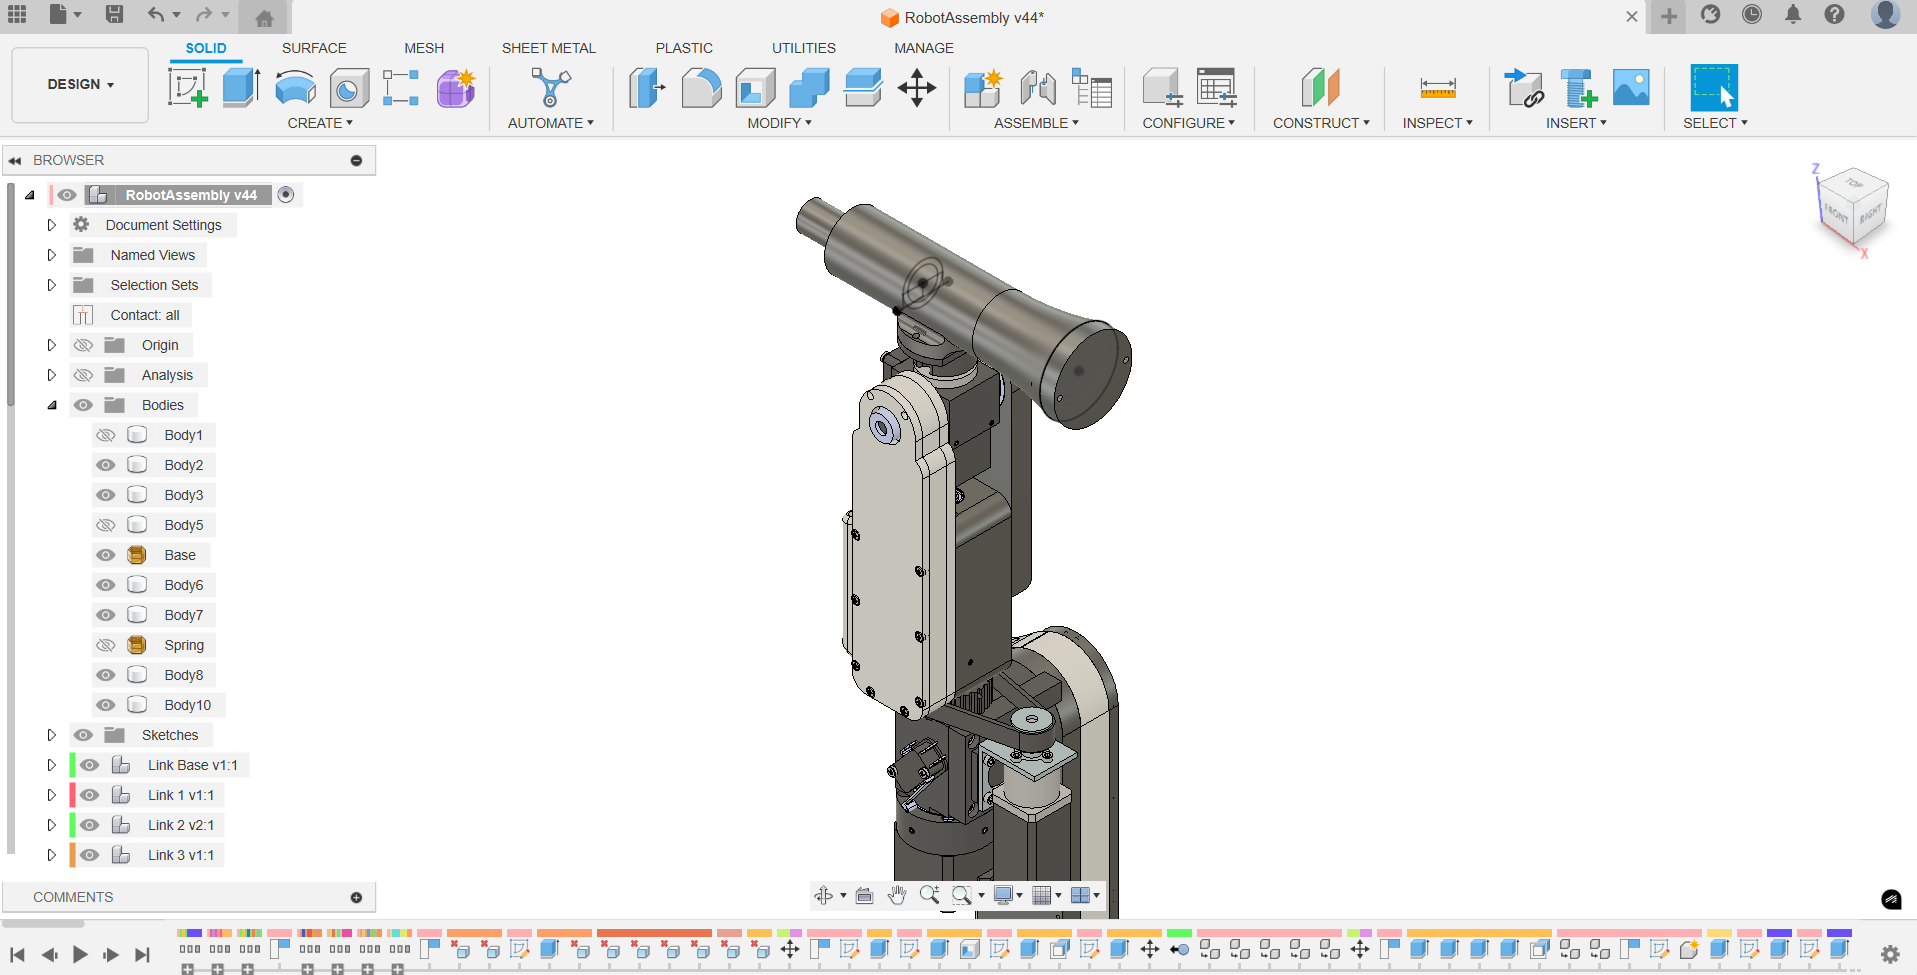 RobotAssembly v44*
DESIGN
SOLID
SURFACE
MESH
SHEET METAL
PLASTIC
UTILITIES
MANAGE
CREATE
AUTOMATE
MODIFY
ASSEMBLE
CONFIGURE
CONSTRUCT
INSPECT
INSERT
SELECT
BROWSER
RobotAssembly v44
Document Settings
Named Views
Selection Sets
Contact: all
Origin
Analysis
Bodies
Body1
Body2
Body3
Body5
Base
Body6
Body7
Spring
Body8
Body10
Sketches
Link Base v1:1
Link 1 v1:1
Link 2 v2:1
Link 3 v1:1
COMMENTS
Z
TOP
FRONT
RIGHT
X